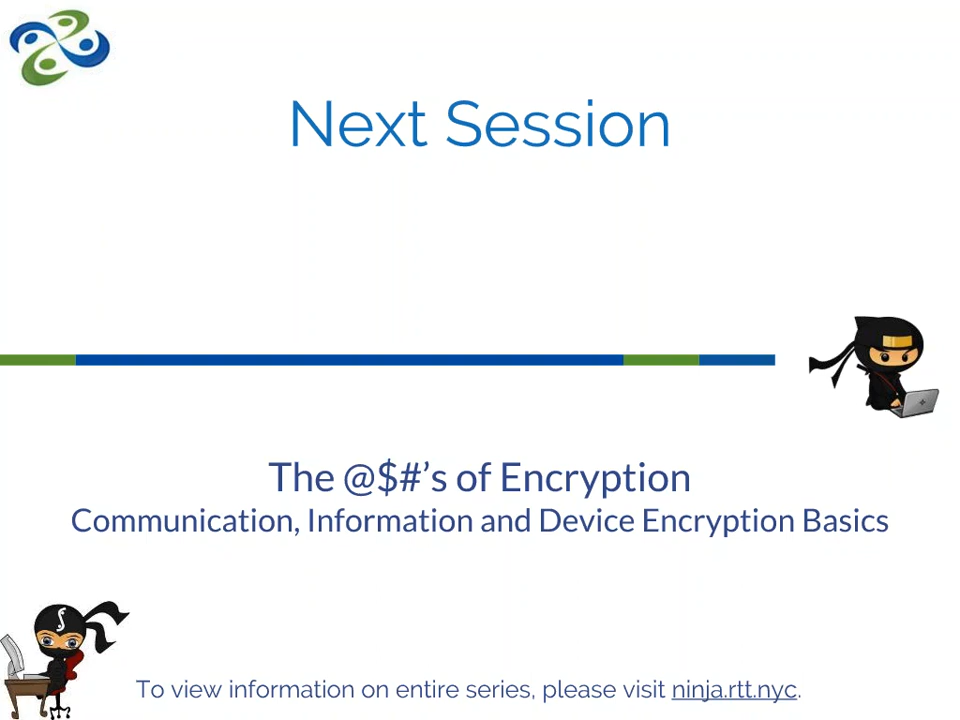 Next Session
The @$#’s of Encryption
Communication, Information and Device Encryption Basics
To view information on entire series, please visit ninja.rtt.nyc.